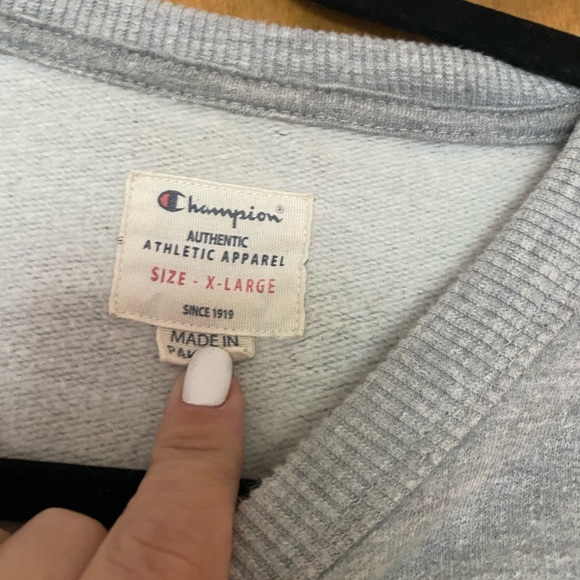 Champion®
AUTHENTIC
ATHLETIC APPAREL
SIZE - X-LARGE
SINCE 1919
MADE IN